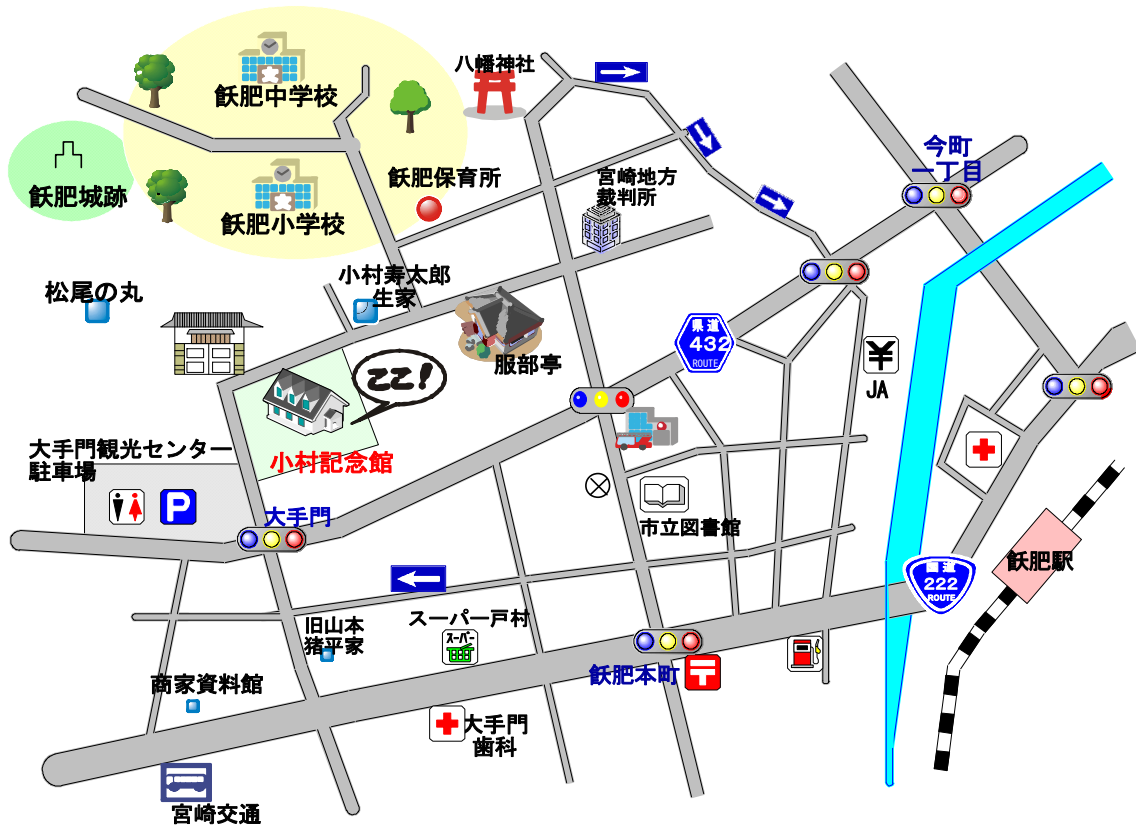 飫肥中学校
八幡神社
飫肥城跡
飫肥小学校
飫肥保育所
宮崎地方
裁判所
今町
一丁目
松尾の丸
小村寿太郎
生家
服部亭
ココ!
県道
432
ROUTE
¥
JA
大手門観光センター
駐車場
P
小村記念館
大手門
市立図書館
飫肥駅
国道
222
ROUTE
旧山本
猪平家
スーパー戸村
スーパー
飫肥本町
商家資料館
大手門
歯科
宮崎交通